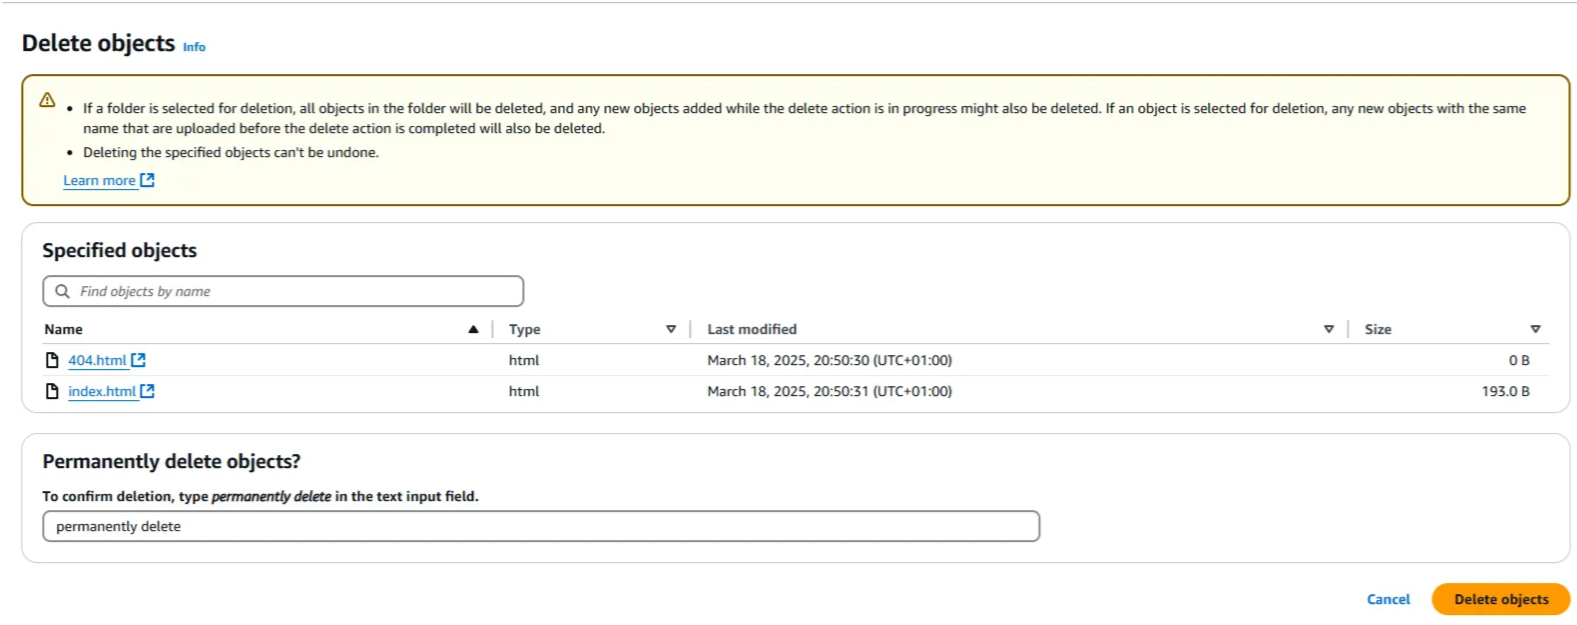 Delete objects Info
• If a folder is selected for deletion, all objects in the folder will be deleted, and any new objects added while the delete action is in progress might also be deleted. If an object is selected for deletion, any new objects with the same
name that are uploaded before the delete action is completed will also be deleted.
• Deleting the specified objects can't be undone.
Learn more
Specified objects
Find objects by name
Name Type Last modified Size
404.html html March 18, 2025, 20:50:30 (UTC+01:00) 0 B
index.html html March 18, 2025, 20:50:31 (UTC+01:00) 193.0 B
Permanently delete objects?
To confirm deletion, type permanently delete in the text input field.
permanently delete
Cancel Delete objects